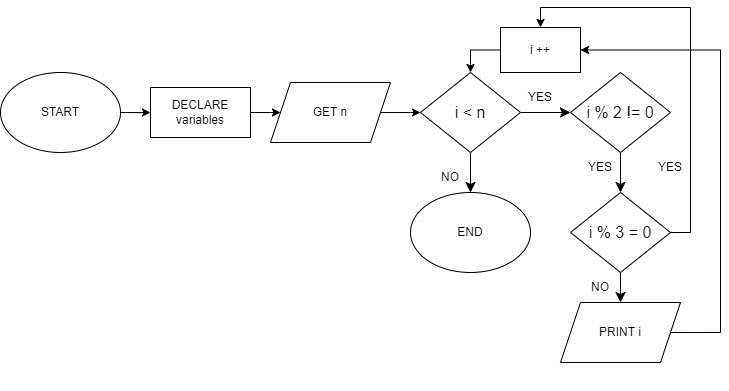 i ++
START
DECLARE
variables
GET n
i < n
YES
i % 2 != 0
NO
YES
YES
END
i % 3 = 0
NO
PRINT i